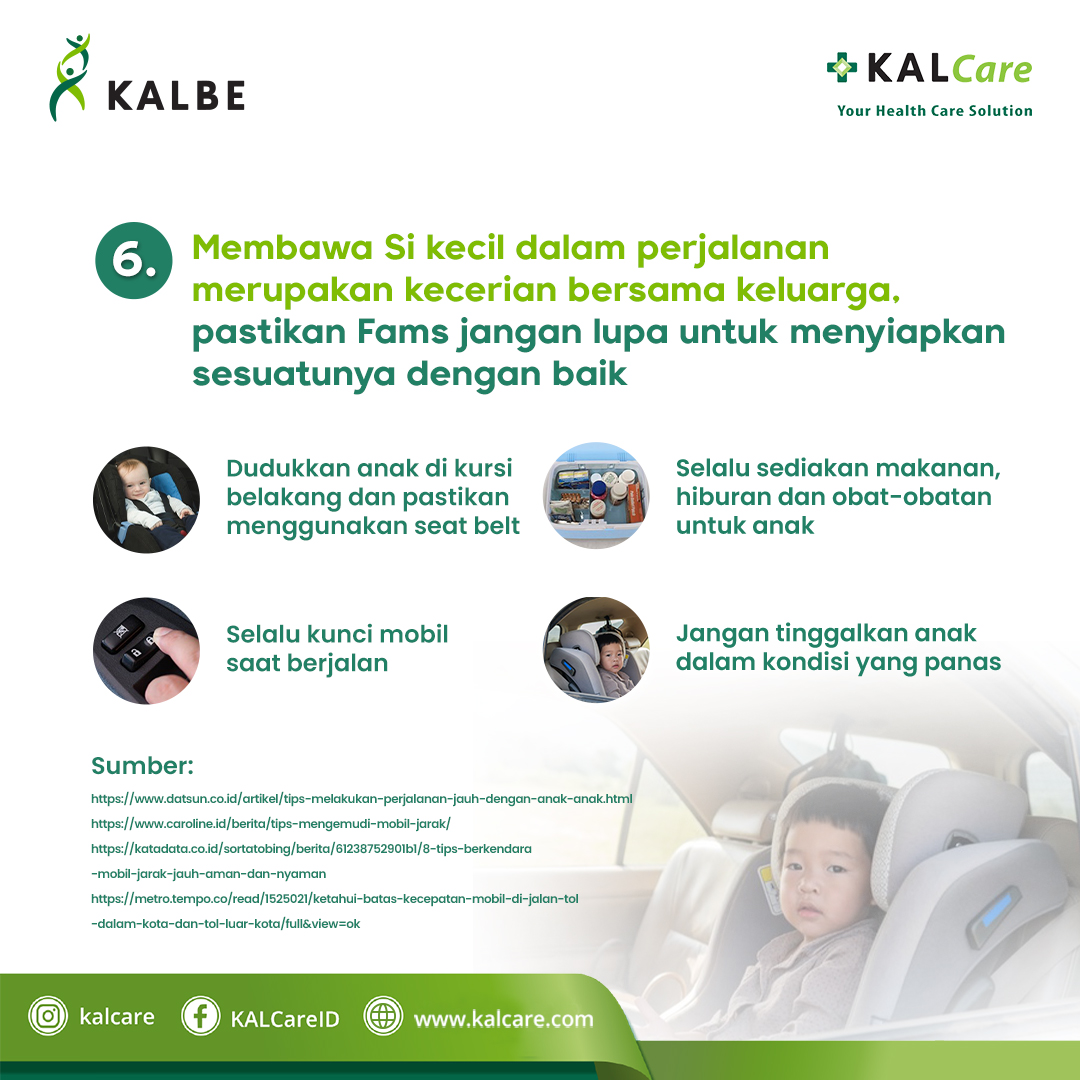 KALBE
KALCare
Your Health Care Solution
6.
Membawa Si kecil dalam perjalanan
merupakan kecerian bersama keluarga,
pastikan Fams jangan lupa untuk menyiapkan
sesuatunya dengan baik
Dudukkan anak di kursi
belakang dan pastikan
menggunakan seat belt
Selalu sediakan makanan,
hiburan dan obat-obatan
untuk anak
Selalu kunci mobil
saat berjalan
Jangan tinggalkan anak
dalam kondisi yang panas
Sumber:
https://www.datsun.co.id/artikel/tips-melakukan-perjalanan-jauh-dengan-anak-anak.html
https://www.caroline.id/berita/tips-mengemudi-mobil-jarak/
https://katadata.co.id/sortatobing/berita/61238752901b1/8-tips-berkendara
-mobil-jarak-jauh-aman-dan-nyaman
https://metro.tempo.co/read/1525021/ketahui-batas-kecepatan-mobil-di-jalan-tol
-dalam-kota-dan-tol-luar-kota/full&view=ok
kalcare
KALCareID
www.kalcare.com